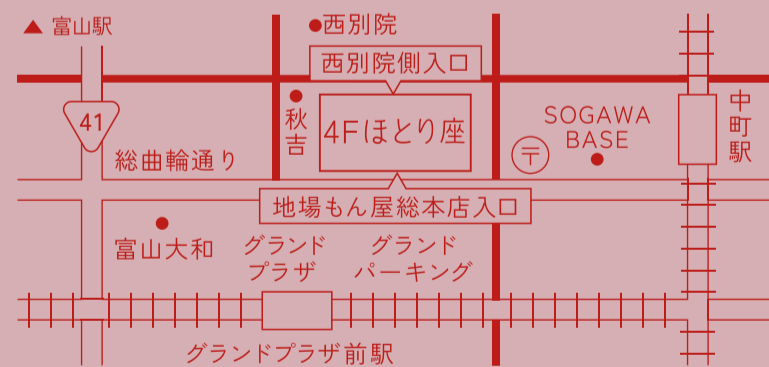 ▲ 富山駅
●西別院
西別院側入口
41
秋吉
4Fほとり座
〒
SOGAWA
BASE
中町駅
総曲輪通り
地場もん屋総本店入口
富山大和
グランド
プラザ
グランド
パーキング
グランドプラザ前駅